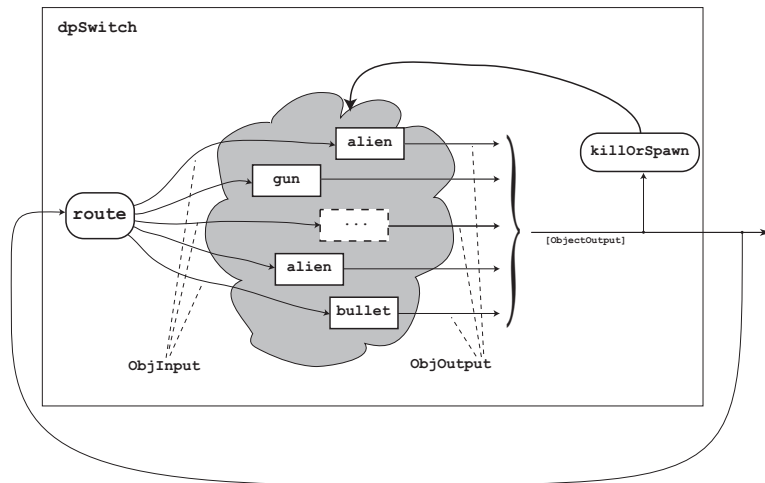 dpSwitch
alien
killOrSpawn
gun
route
...
[ObjectOutput]
alien
bullet
ObjInput
ObjOutput